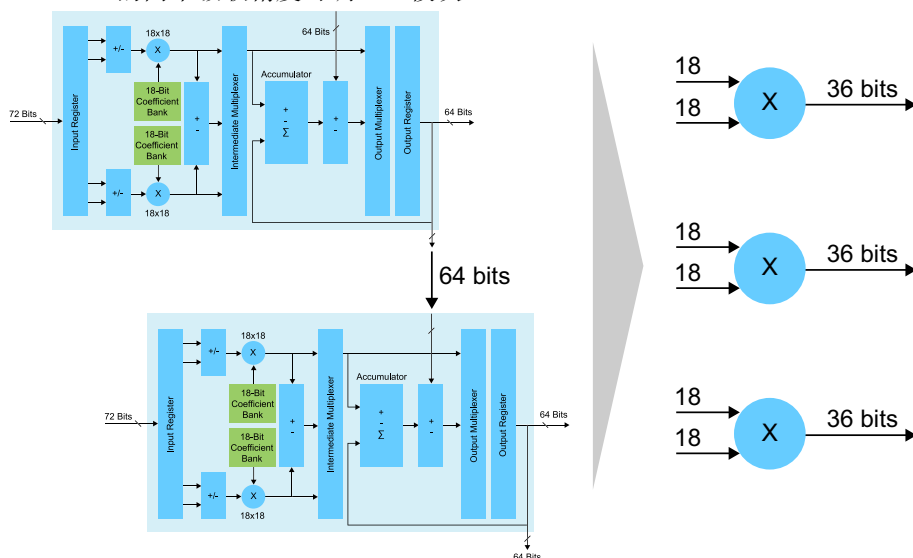 64 Bits
18x18
+/-
X
Accumulator
18-Bit
Coefficient
Bank
72 Bits
Input Register
+
-
Intermediate Multiplexer
+
-
Σ
+
-
Output Multiplexer
Output Register
64 Bits
18-Bit
Coefficient
Bank
+/-
X
18x18
64 bits
18x18
+/-
X
Accumulator
18-Bit
Coefficient
Bank
72 Bits
Input Register
+
-
Intermediate Multiplexer
+
-
Σ
+
-
Output Multiplexer
Output Register
64 Bits
18-Bit
Coefficient
Bank
+/-
X
18x18
64 Bits
18
18
X
36 bits
18
18
X
36 bits
18
18
X
36 bits